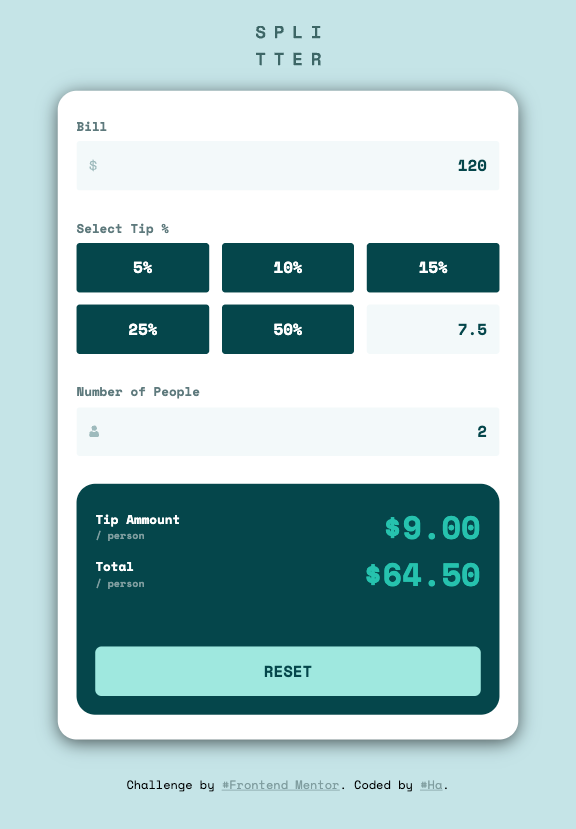 SPLI
TTER
Bill
$ 120
Select Tip %
5% 10% 15%
25% 50% 7.5
Number of People
2
Tip Ammount $9.00
/ person
Total $64.50
/ person
RESET
Challenge by #Frontend Mentor. Coded by #Ha.